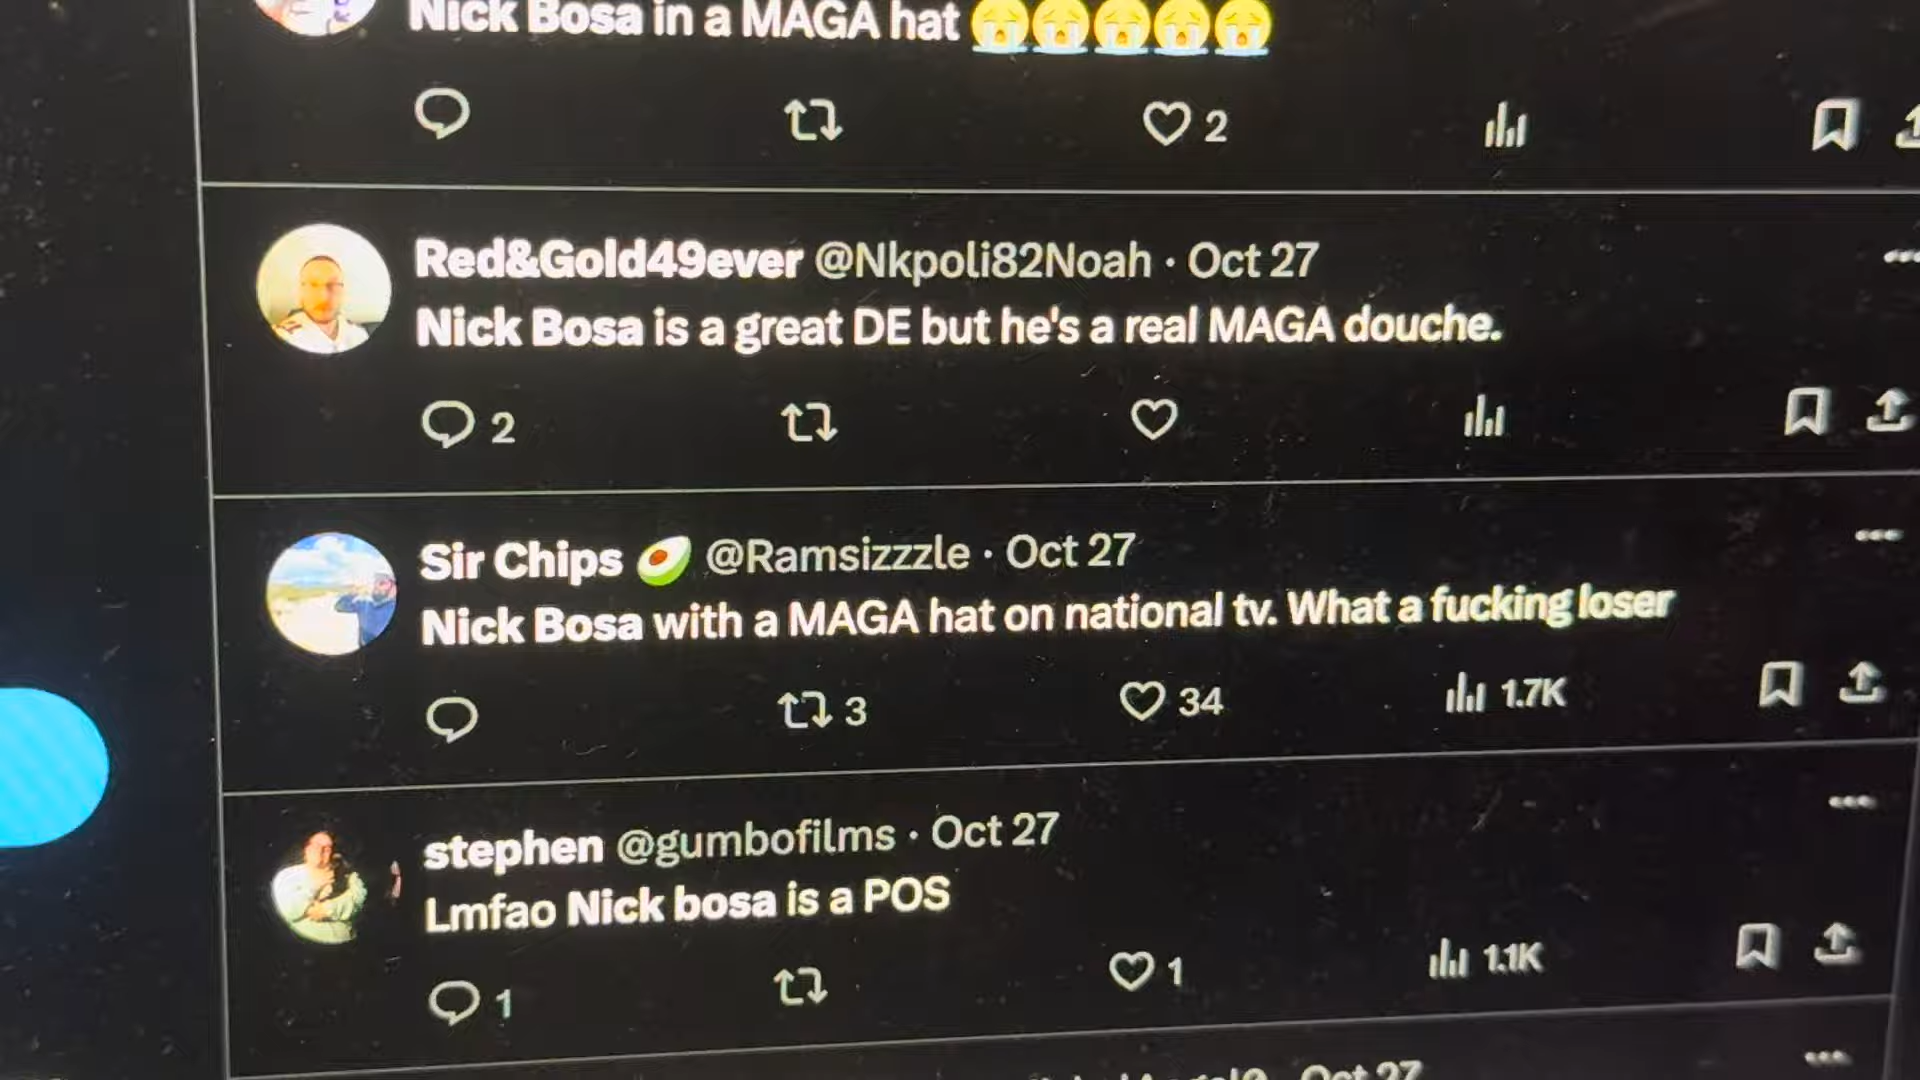 Nick Bosa in a MAGA hat 😭😭😭😭😭
2
Red&Gold49ever @Nkpoli82Noah · Oct 27
Nick Bosa is a great DE but he's a real MAGA douche.
2
Sir Chips 🥑 @Ramsizzzle · Oct 27
Nick Bosa with a MAGA hat on national tv. What a fucking loser
3 34 1.7K
stephen @gumbofilms · Oct 27
Lmfao Nick bosa is a POS
1 1 1.1K
Oct 27